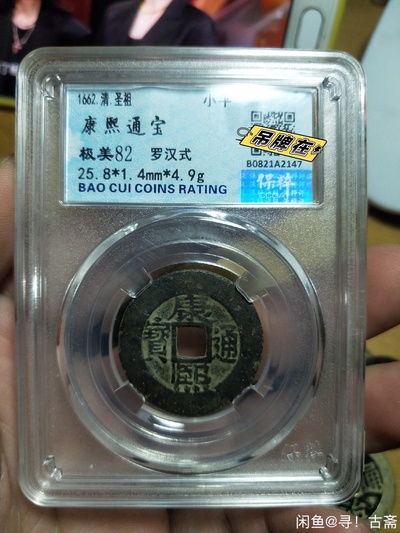 1662.清.圣祖
小平
康熙通宝
极美82 罗汉式
25.8*1.4mm*4.9g
BAO CUI COINS RATING
吊牌在
B0821A2147
保粹
康
熙
通
寶
闲鱼@寻!古斋